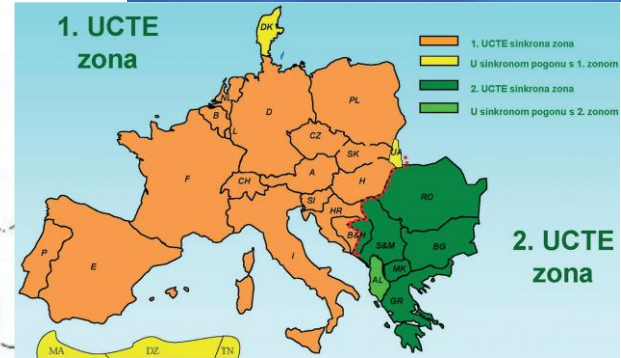 1. UCTE
zona
DK
1. UCTE sinkrona zona
U sinkronom pogonu s 1. zonom
2. UCTE sinkrona zona
U sinkronom pogonu s 2. zonom
NL
B
L
D
PL
CZ
SK
UA
F
CH
A
H
SI
HR
RO
B&H
S&M
BG
P
E
I
AL
MK
GR
2. UCTE
zona
MA
DZ
TN